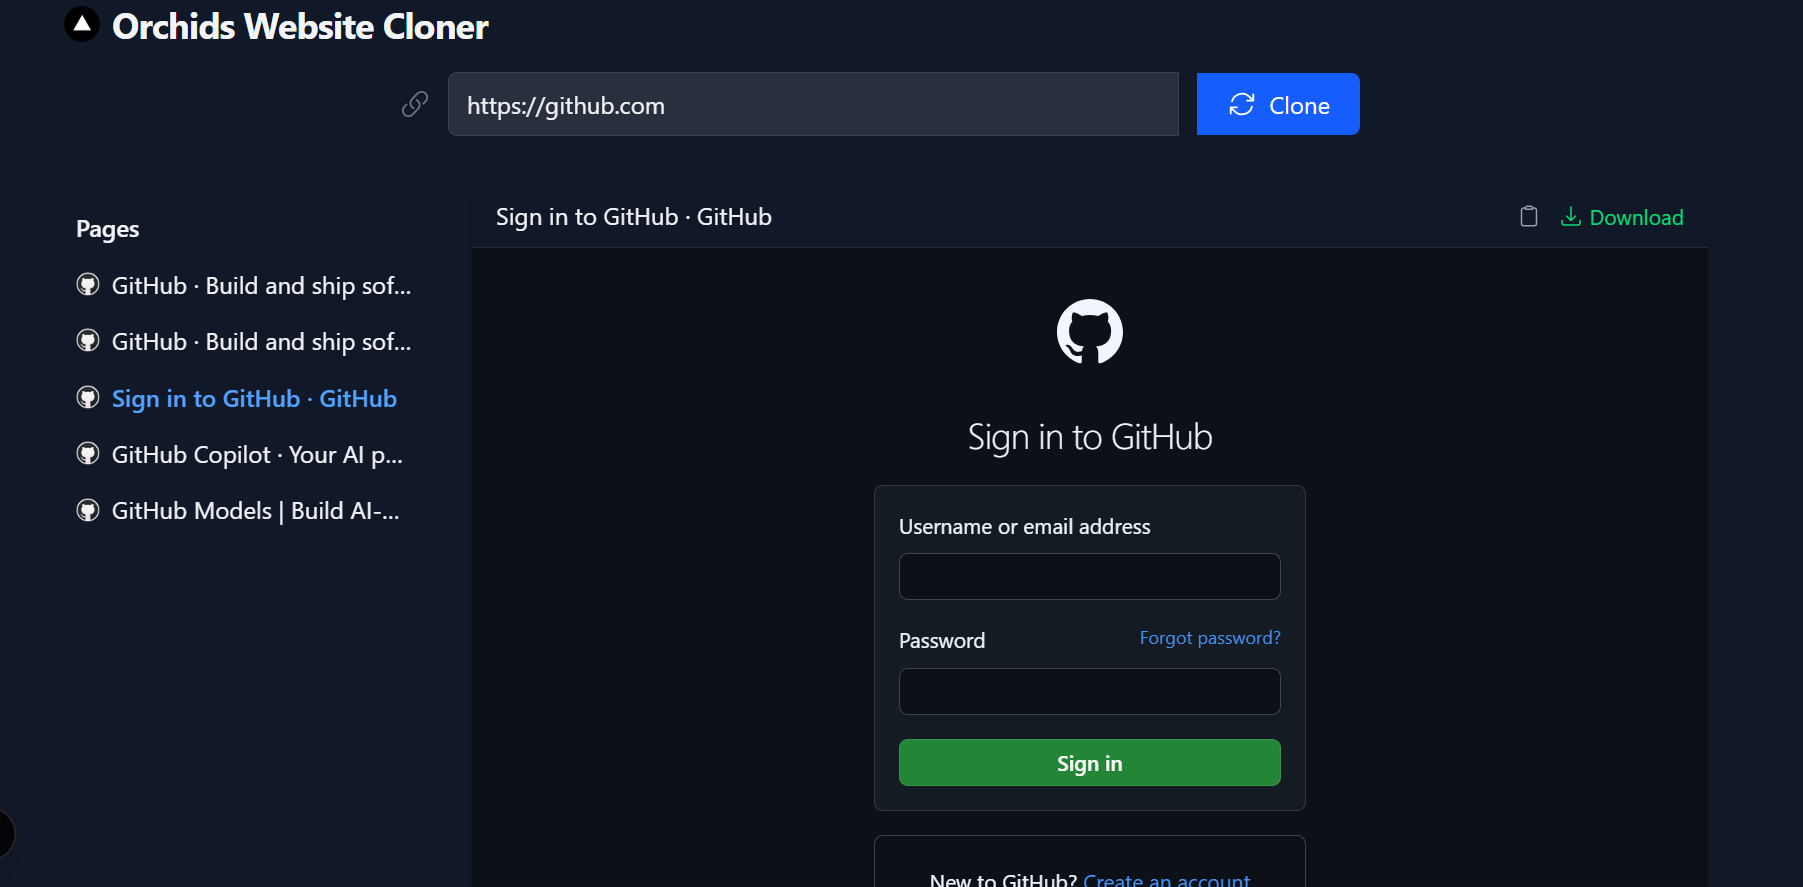 Orchids Website Cloner
https://github.com
Clone
Pages
GitHub · Build and ship sof...
GitHub · Build and ship sof...
Sign in to GitHub · GitHub
GitHub Copilot · Your AI p...
GitHub Models | Build AI-...
Sign in to GitHub · GitHub
Download
Sign in to GitHub
Username or email address
Password
Forgot password?
Sign in
New to GitHub? Create an account